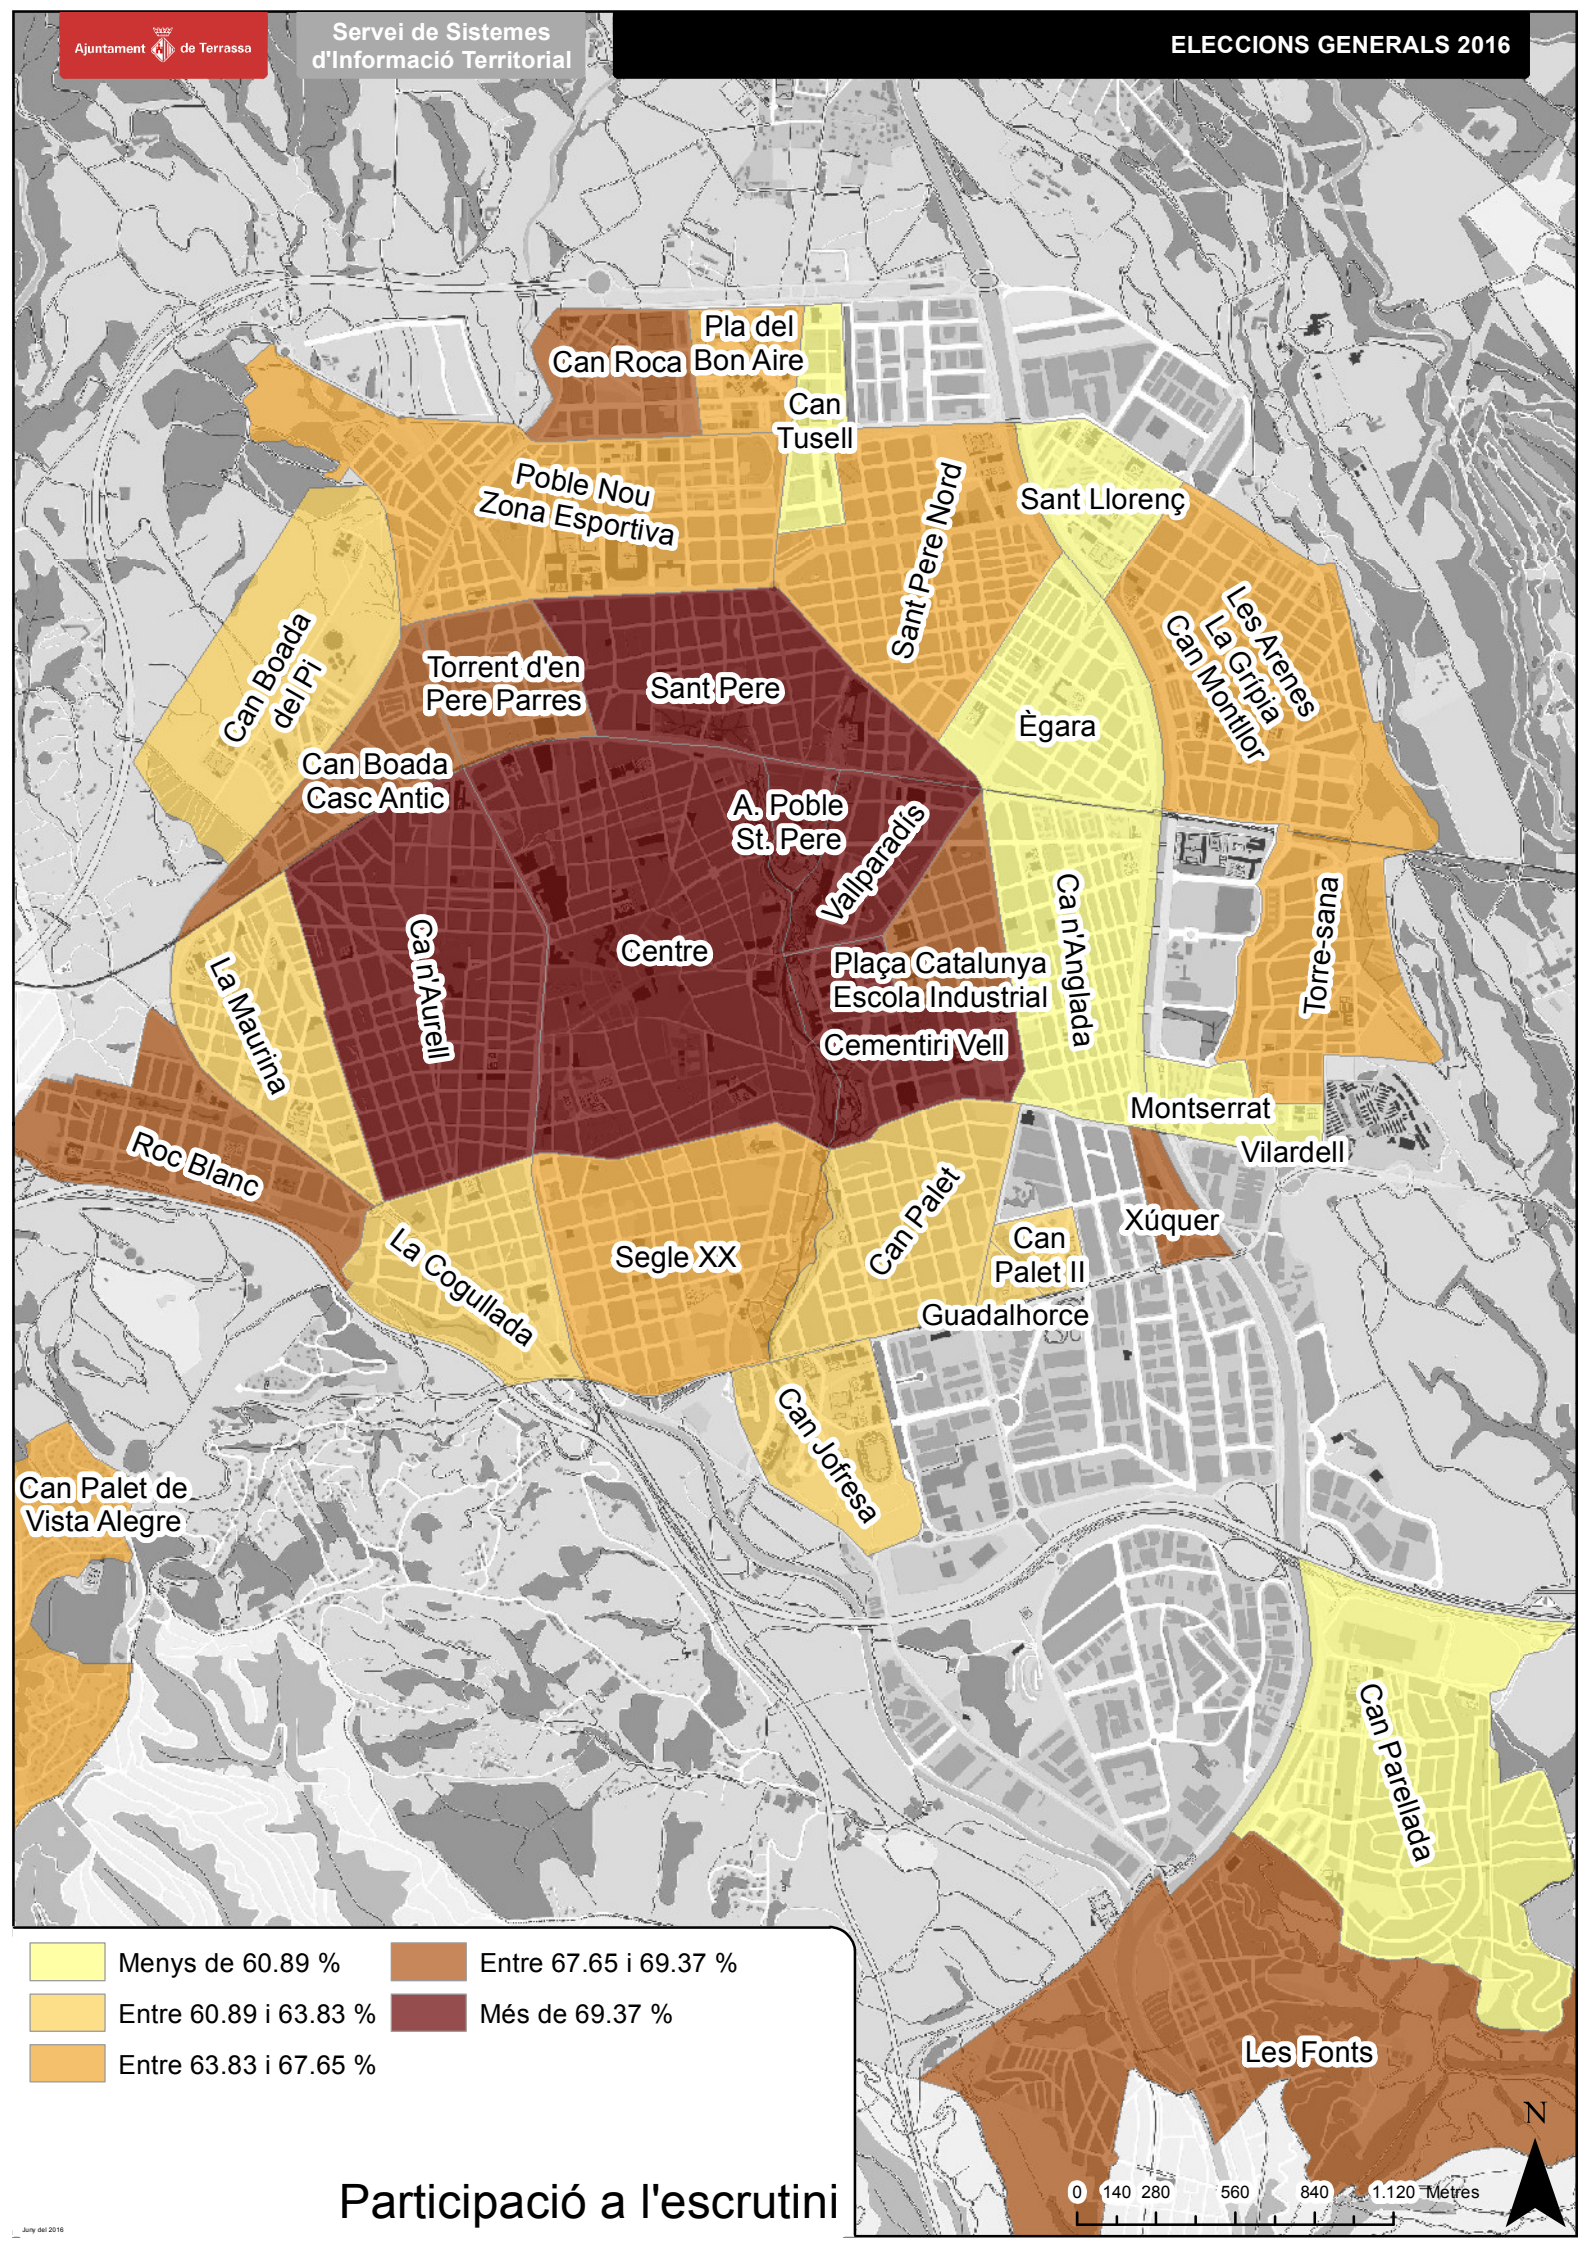 Ajuntament de Terrassa
Servei de Sistemes
d'Informació Territorial
ELECCIONS GENERALS 2016
Pla del
Bon Aire
Can Roca
Can
Tusell
Poble Nou
Zona Esportiva
Sant Pere Nord
Sant Llorenç
Les Arenes
La Grípia
Can Montllor
Can Boada
del Pi
Torrent d'en
Pere Parres
Sant Pere
Ègara
Can Boada
Casc Antic
A. Poble
St. Pere
Vallparadís
Ca n'Anglada
Torre-sana
Ca n'Aurell
Centre
Plaça Catalunya
Escola Industrial
La Maurina
Cementiri Vell
Montserrat
Vilardell
Roc Blanc
Xúquer
Can Palet
Can
Palet II
La Cogullada
Segle XX
Guadalhorce
Can Jofresa
Can Palet de
Vista Alegre
Can Parellada
Les Fonts
Menys de 60.89 %
Entre 60.89 i 63.83 %
Entre 63.83 i 67.65 %
Entre 67.65 i 69.37 %
Més de 69.37 %
Participació a l'escrutini
N
0 140 280 560 840 1.120 Metres
Juny del 2016